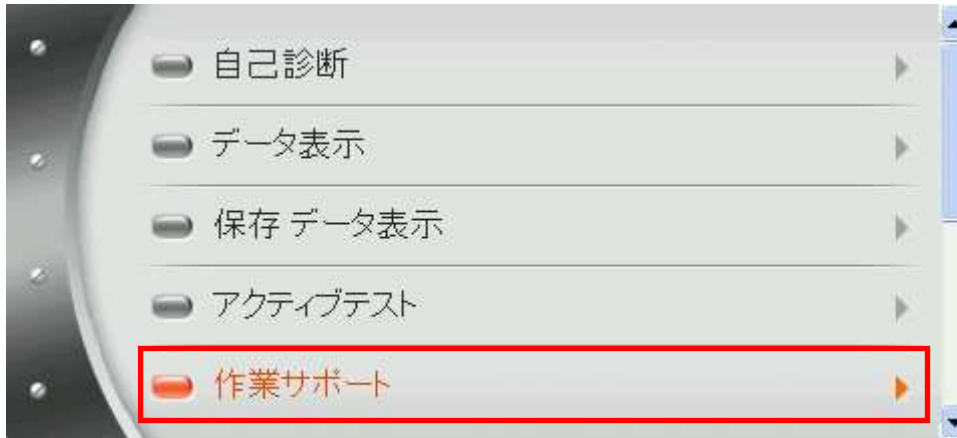 自己診断
データ表示
保存 データ表示
アクティブテスト
作業サポート